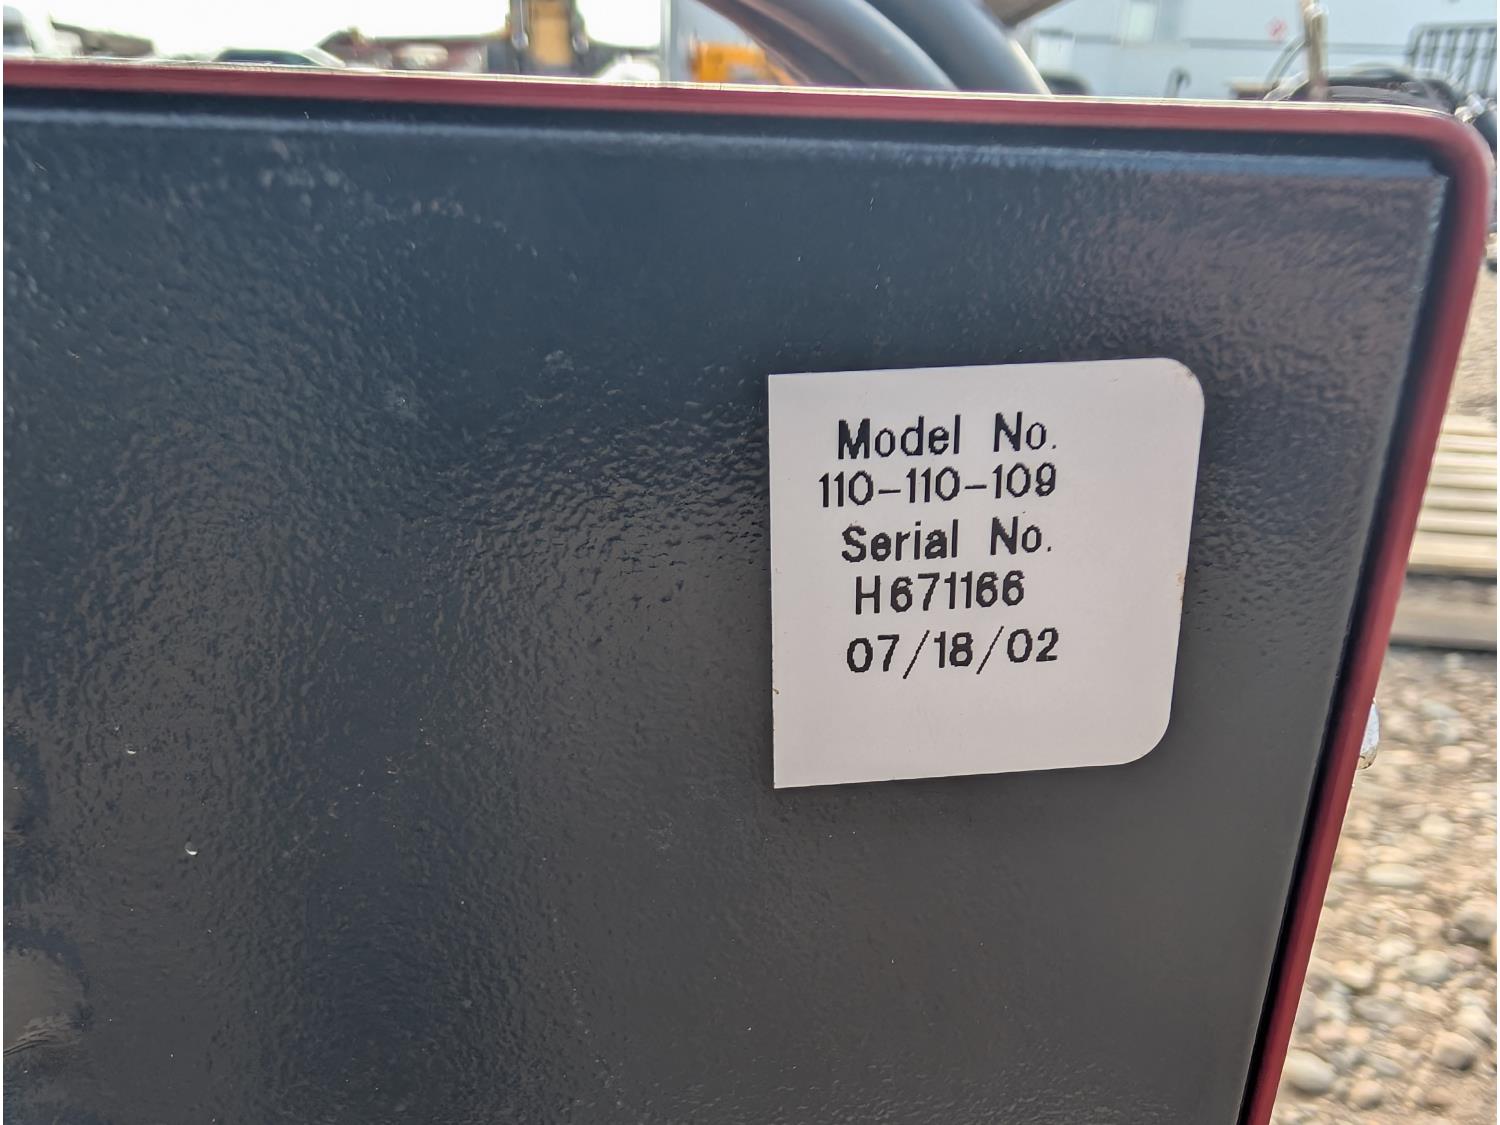 Model No.
110-110-109
Serial No.
H671166
07/18/02